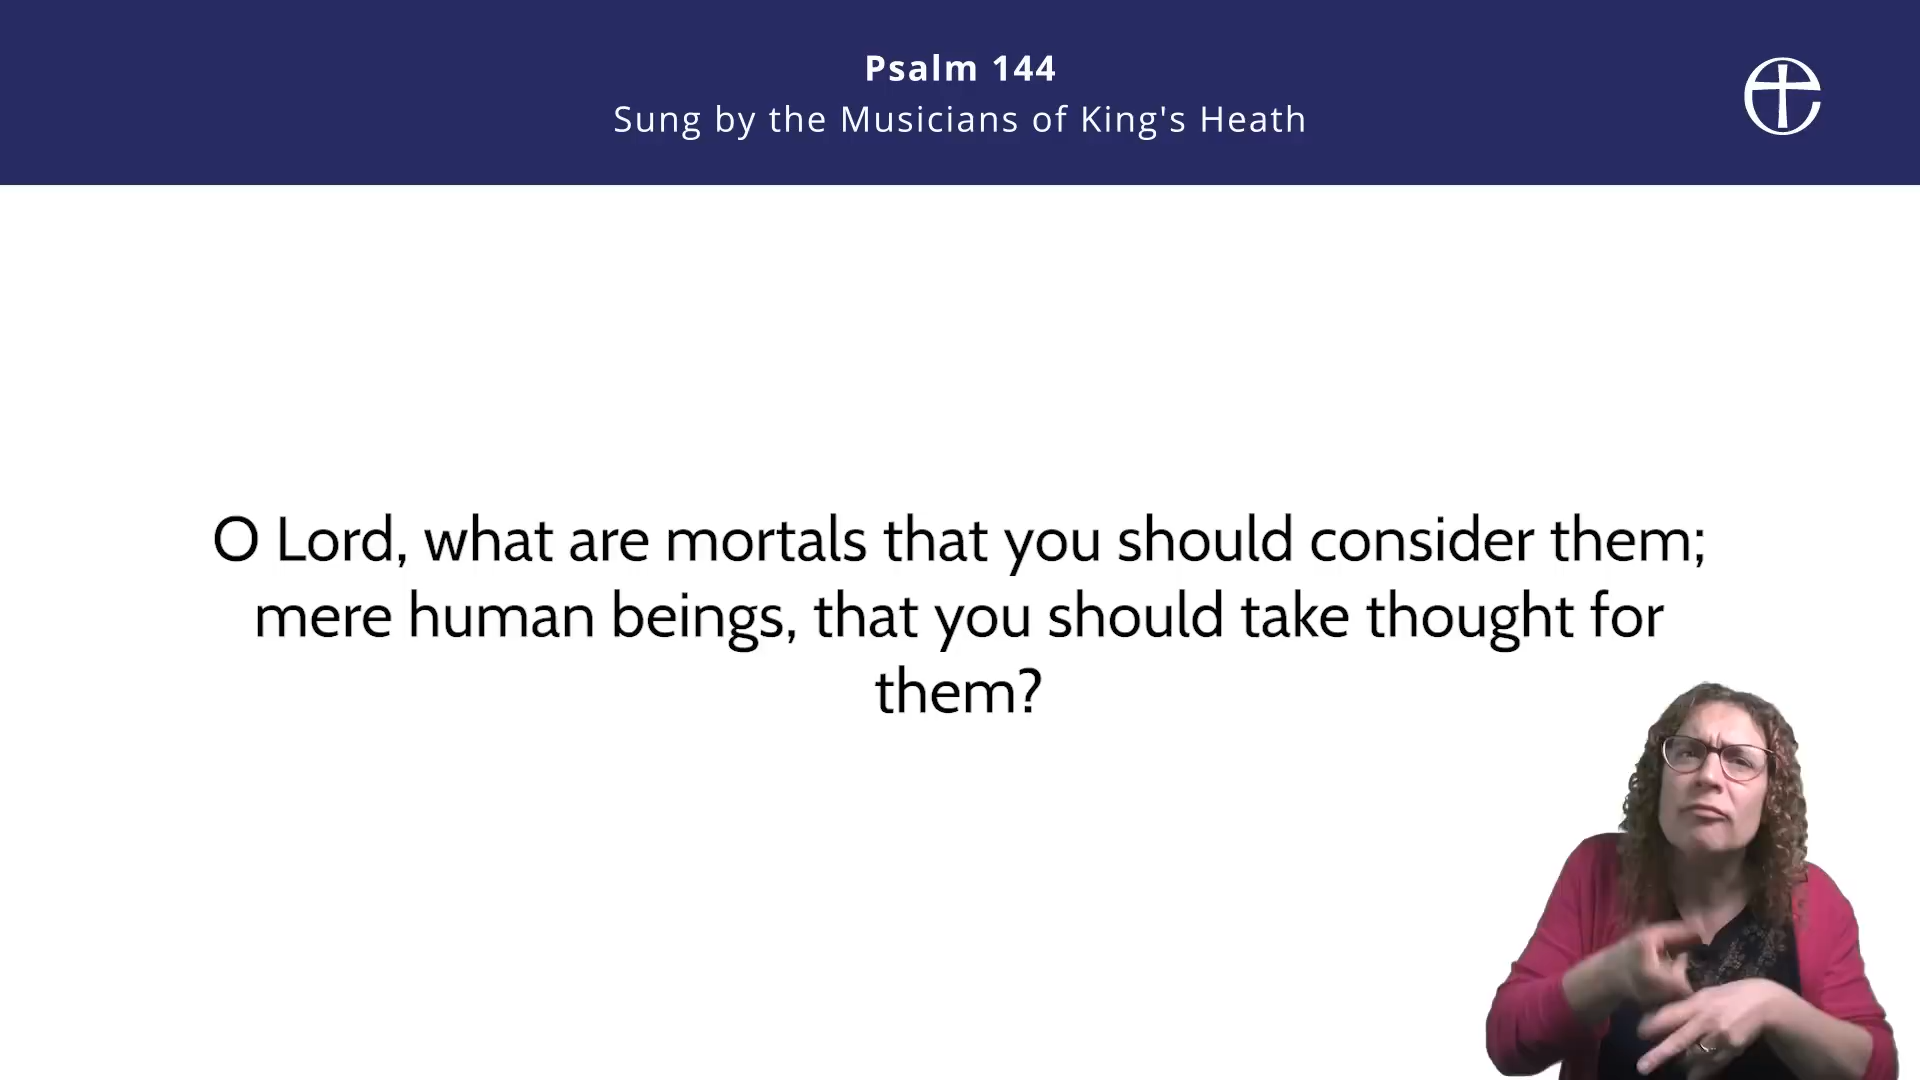 Psalm 144
Sung by the Musicians of King's Heath
O Lord, what are mortals that you should consider them;
mere human beings, that you should take thought for
them?